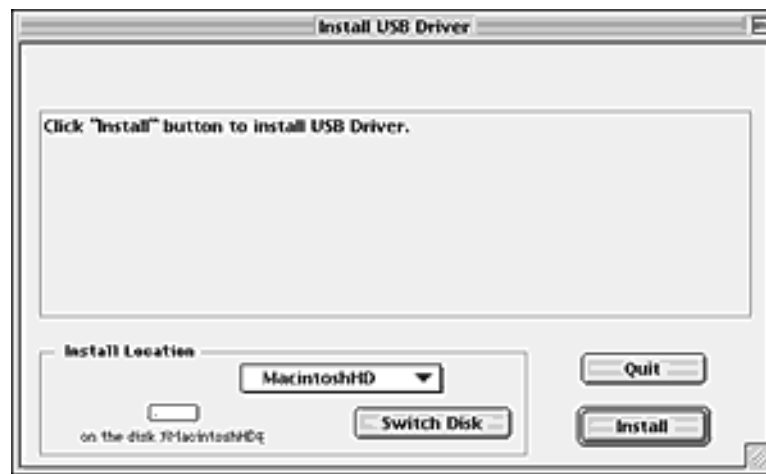 Install USB Driver
Click "Install" button to install USB Driver.
Install Location
MacintoshHD
on the disk
Switch Disk
Quit
Install